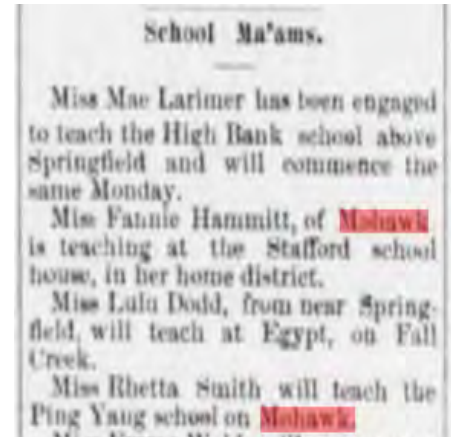 School Ma'ams.
Miss Mae Larimer has been engaged
to teach the High Bank school above
Springfield and will commence the
same Monday.
Miss Fannie Hammitt, of Mohawk
is teaching at the Stafford school
house, in her home district.
Miss Lulu Dodd, from near Spring-
field, will teach at Egypt, on Fall
Creek.
Miss Rhetta Smith will teach the
Ping Yang school on Mohawk.